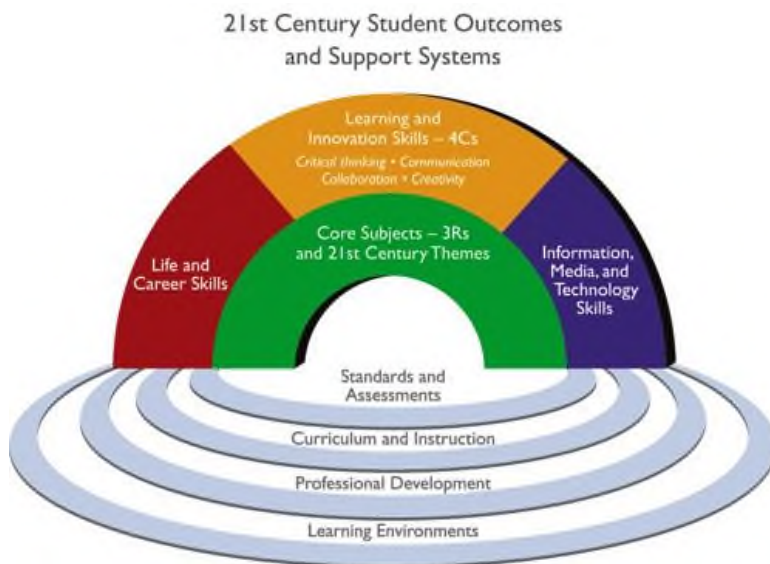 21st Century Student Outcomes
and Support Systems
Learning and
Innovation Skills – 4Cs
Critical thinking • Communication
Collaboration • Creativity
Core Subjects – 3Rs
and 21st Century Themes
Life and
Career Skills
Information,
Media, and
Technology
Skills
Standards and
Assessments
Curriculum and Instruction
Professional Development
Learning Environments